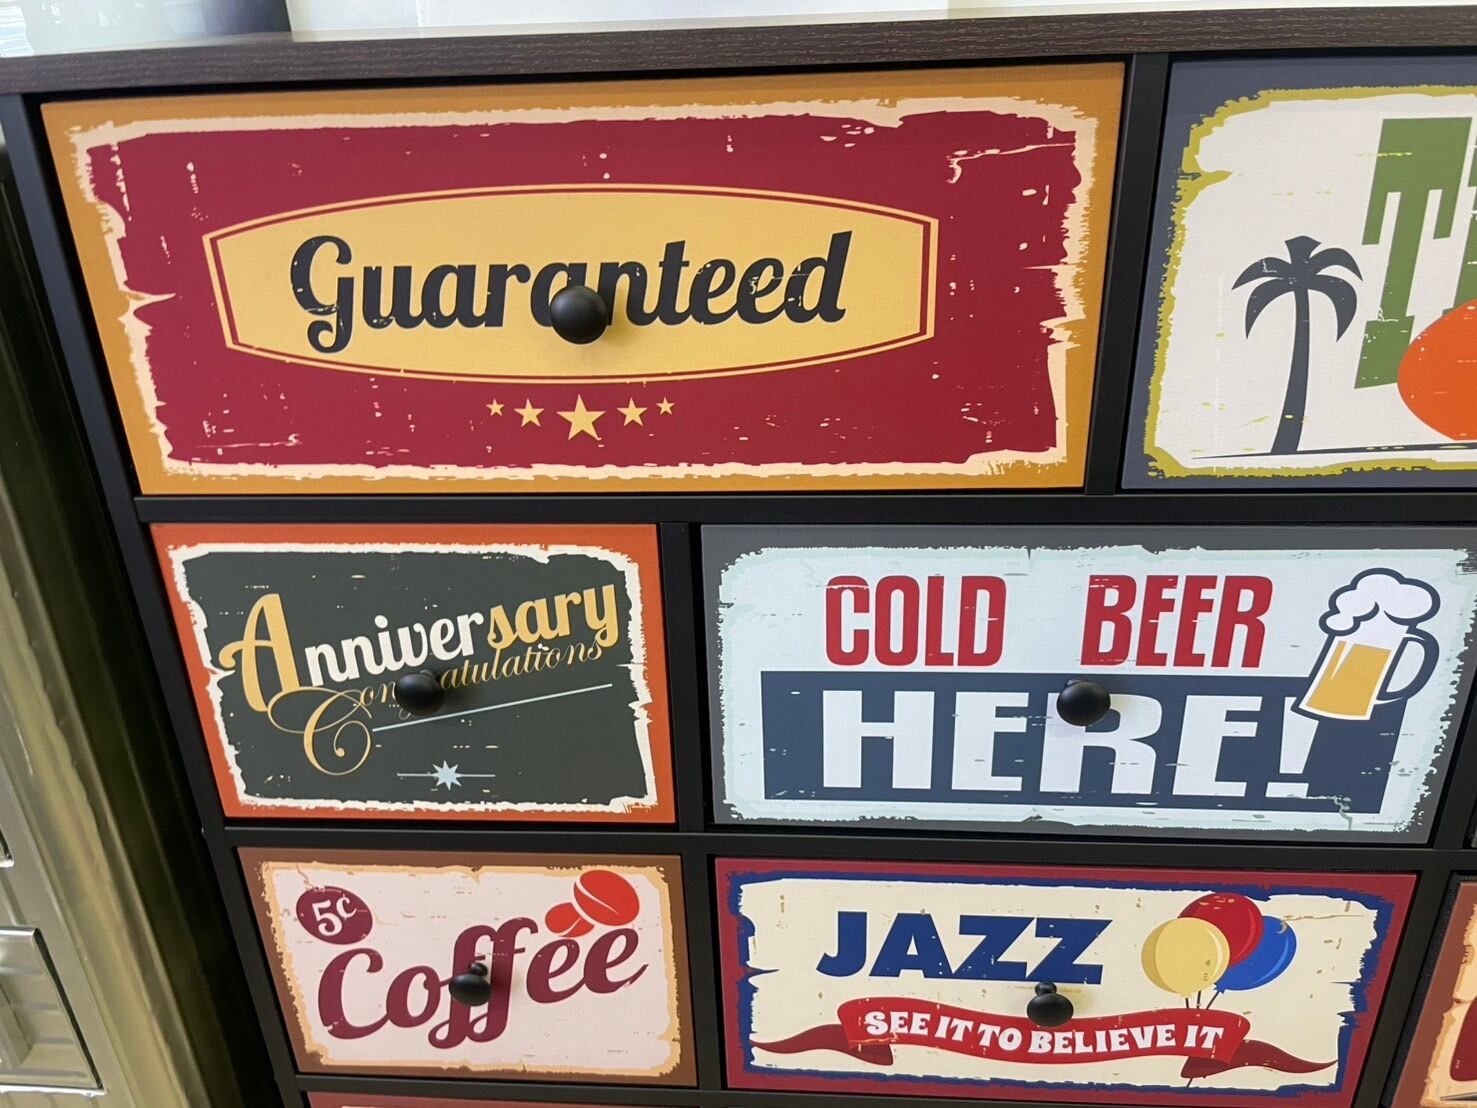 Guaranteed
Anniversary
Congratulations
COLD BEER
HERE!
5¢
Coffee
JAZZ
SEE IT TO BELIEVE IT